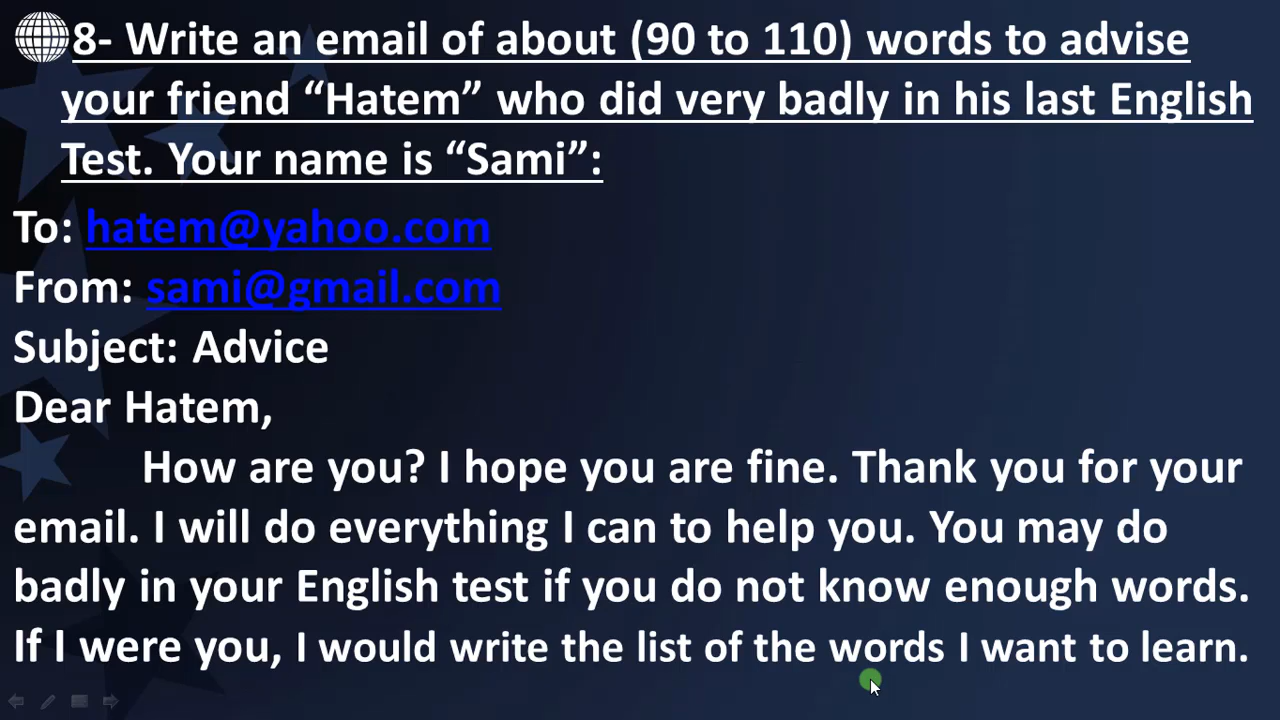 8- Write an email of about (90 to 110) words to advise
your friend “Hatem” who did very badly in his last English
Test. Your name is “Sami”:
To: hatem@yahoo.com
From: sami@gmail.com
Subject: Advice
Dear Hatem,
How are you? I hope you are fine. Thank you for your
email. I will do everything I can to help you. You may do
badly in your English test if you do not know enough words.
If I were you, I would write the list of the words I want to learn.